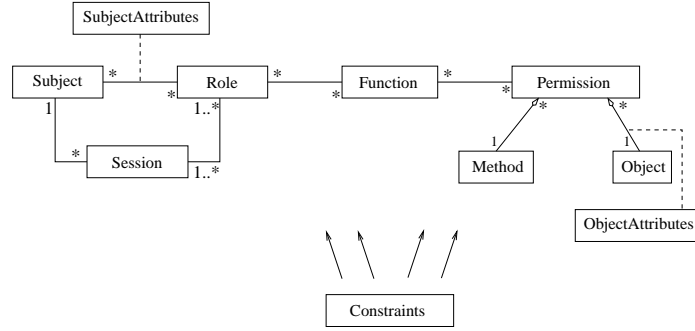 SubjectAttributes
Subject
*
*
Role
*
*
Function
*
*
Permission
1
1..*
*
*
*
Session
1..*
1
1
Method
Object
ObjectAttributes
Constraints